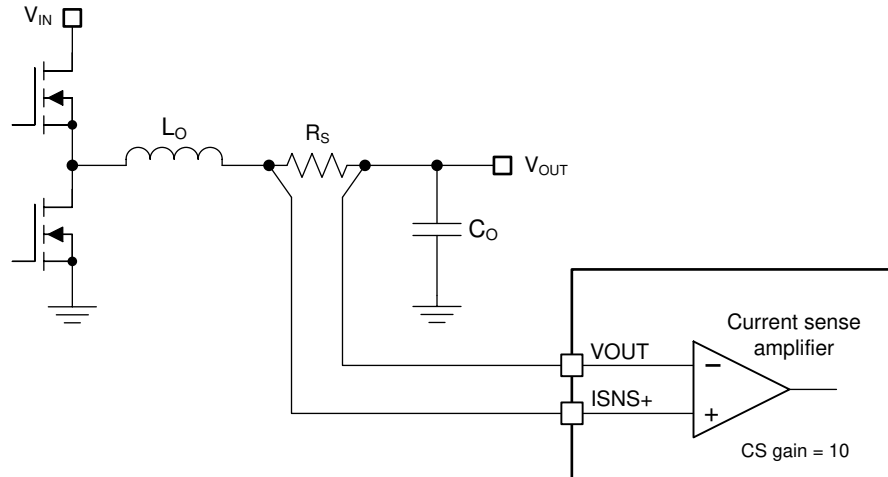 VIN
LO
RS
VOUT
CO
Current sense
amplifier
VOUT
−
ISNS+
+
CS gain = 10